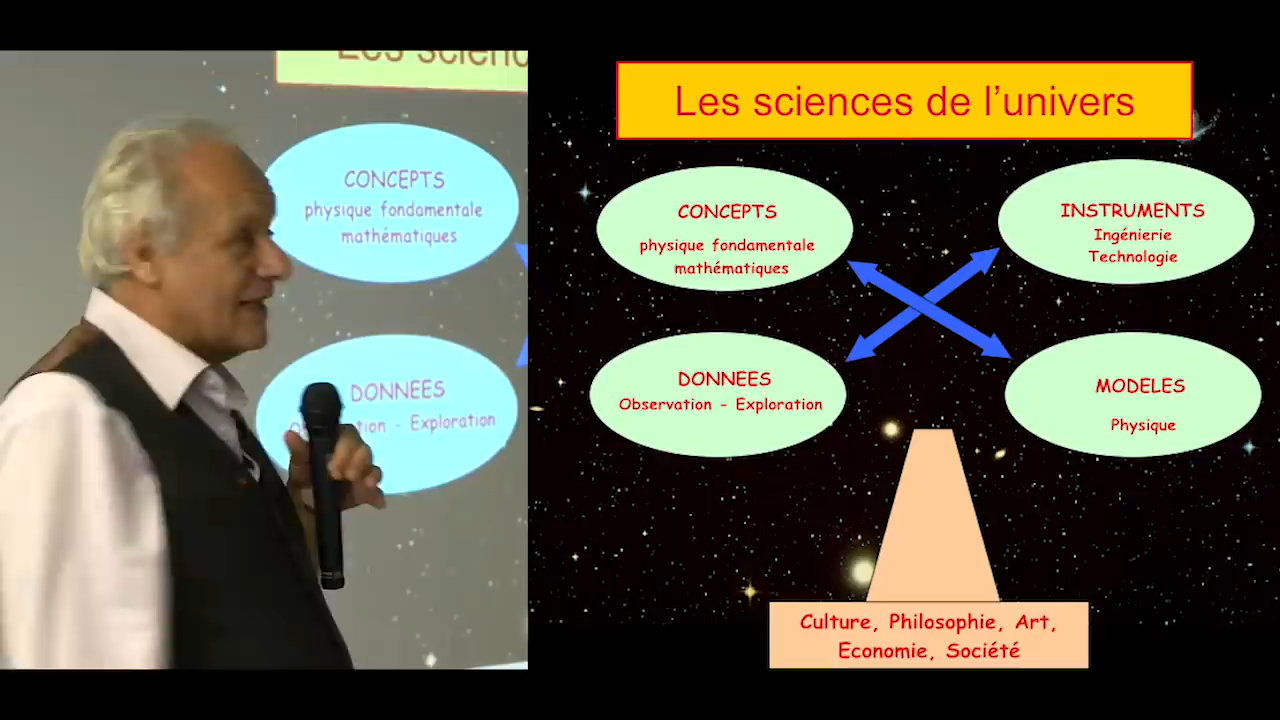 Les scienc
CONCEPTS
physique fondamentale
mathématiques
DONNEES
- Exploration
Les sciences de l’univers
CONCEPTS
physique fondamentale
mathématiques
INSTRUMENTS
Ingénierie
Technologie
DONNEES
Observation - Exploration
MODELES
Physique
Culture, Philosophie, Art,
Economie, Société